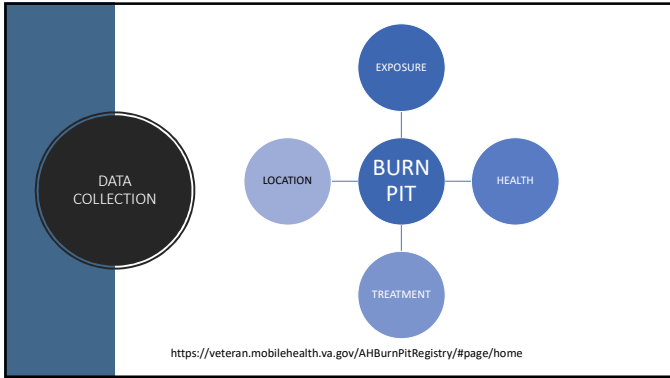 DATA
COLLECTION
EXPOSURE
LOCATION
BURN
PIT
HEALTH
TREATMENT
https://veteran.mobilehealth.va.gov/AHBurnPitRegistry/#page/home